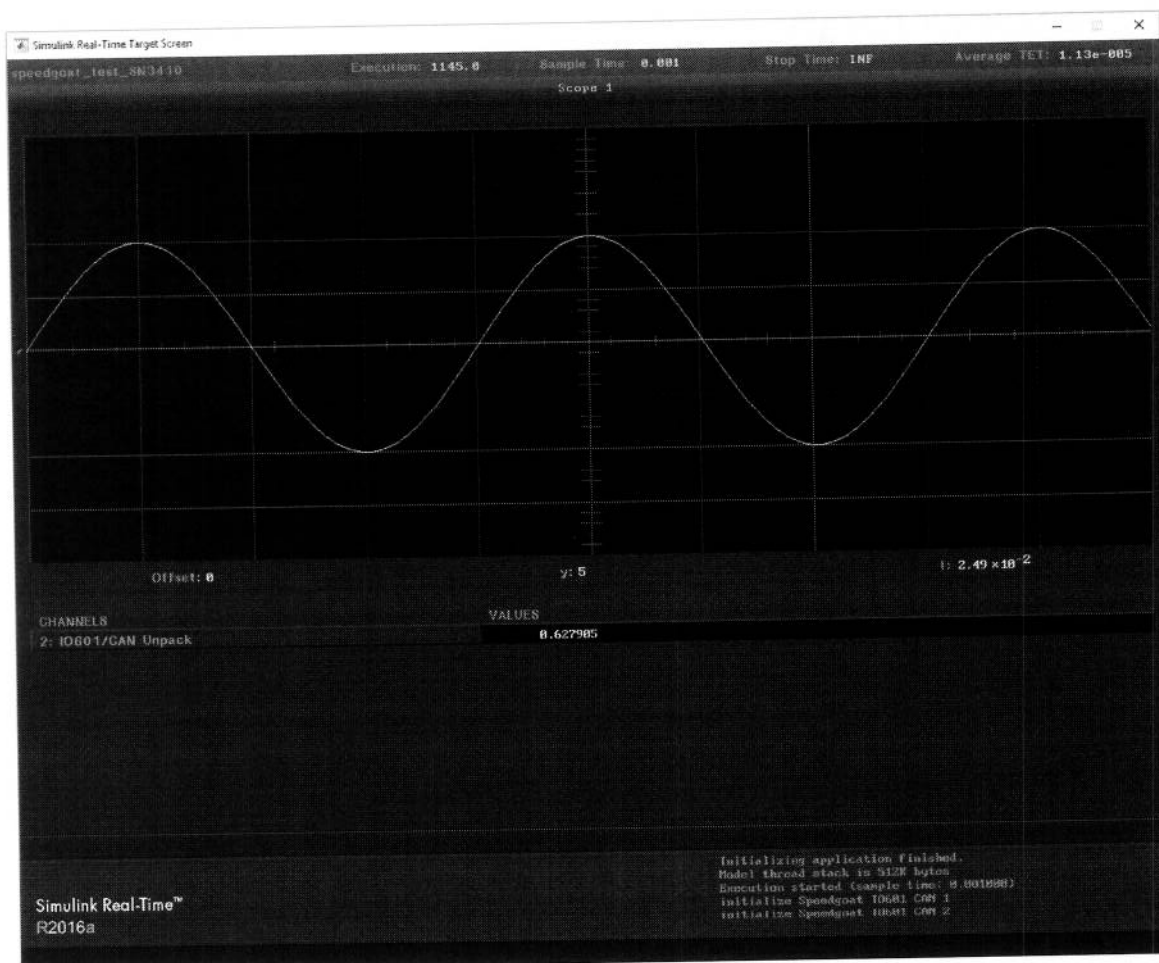 Simulink Real-Time Target Screen
speedgoat_test_SN3410 Execution: 1145.0 Sample Time: 0.001 Stop Time: INF Average TET: 1.13e-005
Scope 1
Offset: 0 y: 5 t: 2.49 ×10⁻²
CHANNELS VALUES
2: IO601/CAN Unpack 0.627905
Initializing application finished.
Model thread stack is 512K bytes
Execution started (sample time: 0.001000)
initialize Speedgoat IO601 CAN 1
initialize Speedgoat IO601 CAN 2
Simulink Real-Time™
R2016a